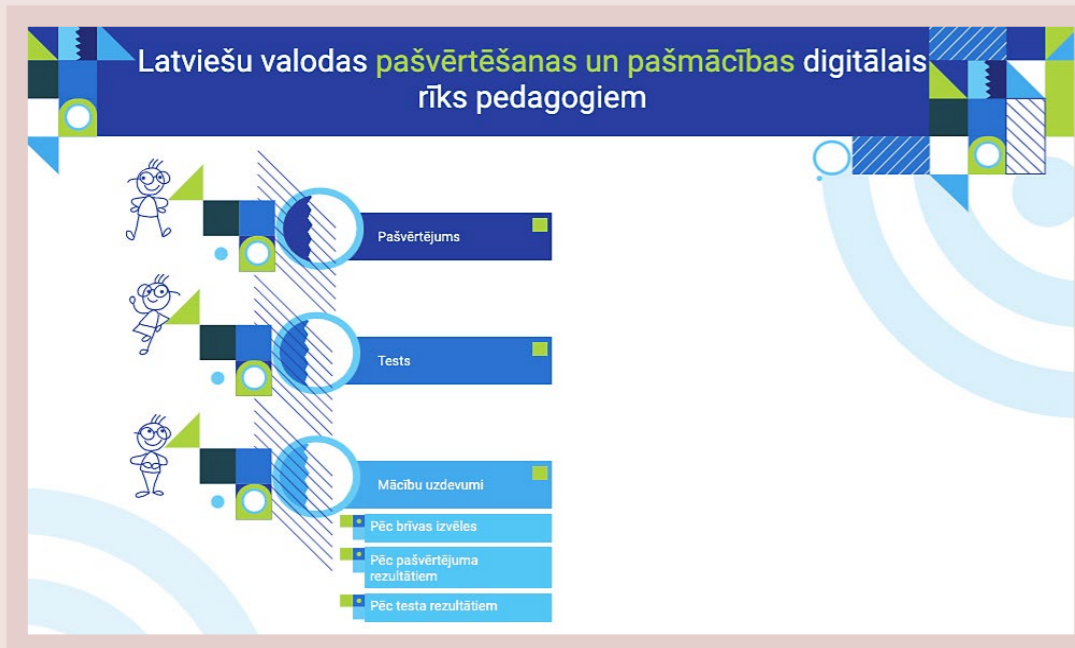 Latviešu valodas pašvērtēšanas un pašmācības digitālais
rīks pedagogiem
Pašvērtējums
Tests
Mācību uzdevumi
Pēc brīvas izvēles
Pēc pašvērtējuma
rezultātiem
Pēc testa rezultātiem